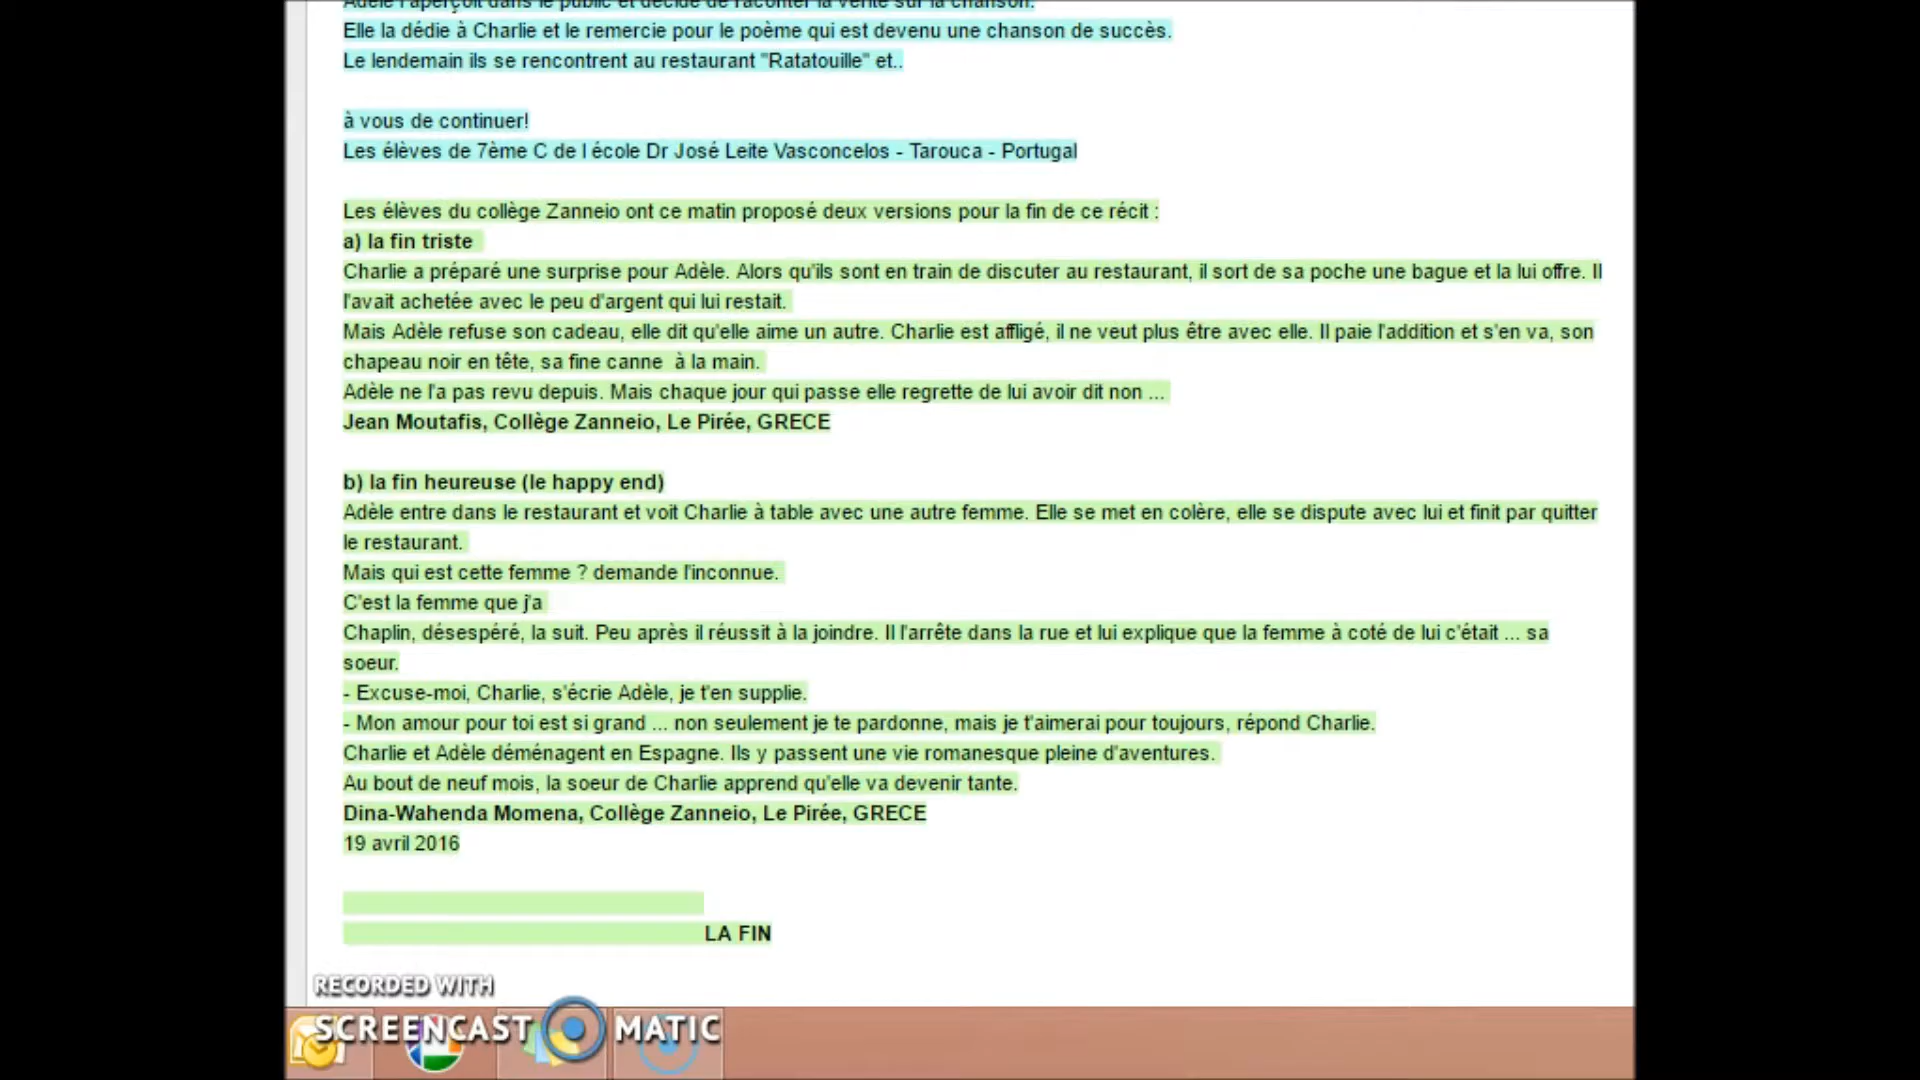 Adèle l'aperçoit dans le public et décide de raconter la vérité sur la chanson.
Elle la dédie à Charlie et le remercie pour le poème qui est devenu une chanson de succès.
Le lendemain ils se rencontrent au restaurant "Ratatouille" et..
à vous de continuer!
Les élèves de 7ème C de l école Dr José Leite Vasconcelos - Tarouca - Portugal
Les élèves du collège Zanneio ont ce matin proposé deux versions pour la fin de ce récit :
a) la fin triste
Charlie a préparé une surprise pour Adèle. Alors qu'ils sont en train de discuter au restaurant, il sort de sa poche une bague et la lui offre. Il
l'avait achetée avec le peu d'argent qui lui restait.
Mais Adèle refuse son cadeau, elle dit qu'elle aime un autre. Charlie est affligé, il ne veut plus être avec elle. Il paie l'addition et s'en va, son
chapeau noir en tête, sa fine canne  à la main.
Adèle ne l'a pas revu depuis. Mais chaque jour qui passe elle regrette de lui avoir dit non ...
Jean Moutafis, Collège Zanneio, Le Pirée, GRECE
b) la fin heureuse (le happy end)
Adèle entre dans le restaurant et voit Charlie à table avec une autre femme. Elle se met en colère, elle se dispute avec lui et finit par quitter
le restaurant.
Mais qui est cette femme ? demande l'inconnue.
C'est la femme que j'a
Chaplin, désespéré, la suit. Peu après il réussit à la joindre. Il l'arrête dans la rue et lui explique que la femme à coté de lui c'était ... sa
soeur.
- Excuse-moi, Charlie, s'écrie Adèle, je t'en supplie.
- Mon amour pour toi est si grand ... non seulement je te pardonne, mais je t'aimerai pour toujours, répond Charlie.
Charlie et Adèle déménagent en Espagne. Ils y passent une vie romanesque pleine d'aventures.
Au bout de neuf mois, la soeur de Charlie apprend qu'elle va devenir tante.
Dina-Wahenda Momena, Collège Zanneio, Le Pirée, GRECE
19 avril 2016
LA FIN
RECORDED WITH
SCREENCAST MATIC